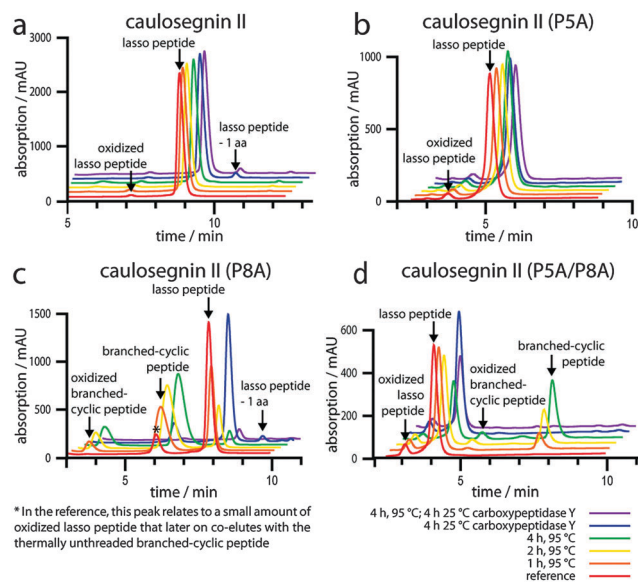 a
caulosegnin II
lasso peptide
3000
2000
1000
0
absorption / mAU
oxidized
lasso peptide
lasso peptide
- 1 aa
5
10
time / min
b
caulosegnin II (P5A)
lasso peptide
1000
500
0
absorption / mAU
oxidized
lasso peptide
5
10
time / min
c
caulosegnin II (P8A)
lasso peptide
1500
1000
500
0
absorption / mAU
branched-cyclic
peptide
oxidized
branched-
cyclic peptide
*
lasso peptide
- 1 aa
5
10
time / min
d
caulosegnin II (P5A/P8A)
lasso peptide
600
400
200
0
absorption / mAU
oxidized
lasso
peptide
oxidized
branched-
cyclic
peptide
branched-cyclic
peptide
5
10
time / min
* In the reference, this peak relates to a small amount of
oxidized lasso peptide that later on co-elutes with the
thermally unthreaded branched-cyclic peptide
4 h, 95 °C; 4 h 25 °C carboxypeptidase Y
4 h 25 °C carboxypeptidase Y
4 h, 95 °C
2 h, 95 °C
1 h, 95 °C
reference